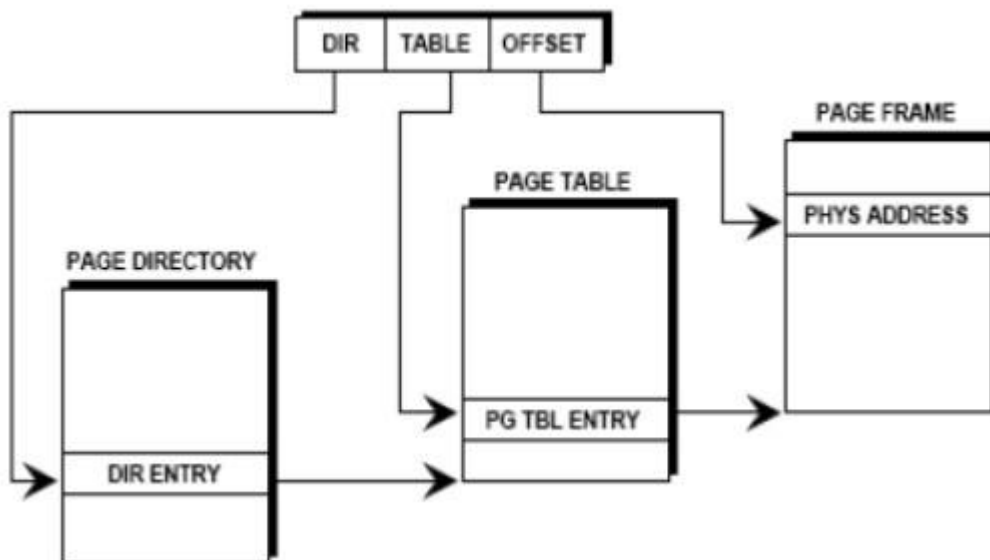 DIR TABLE OFFSET
PAGE FRAME
PHYS ADDRESS
PAGE TABLE
PG TBL ENTRY
PAGE DIRECTORY
DIR ENTRY